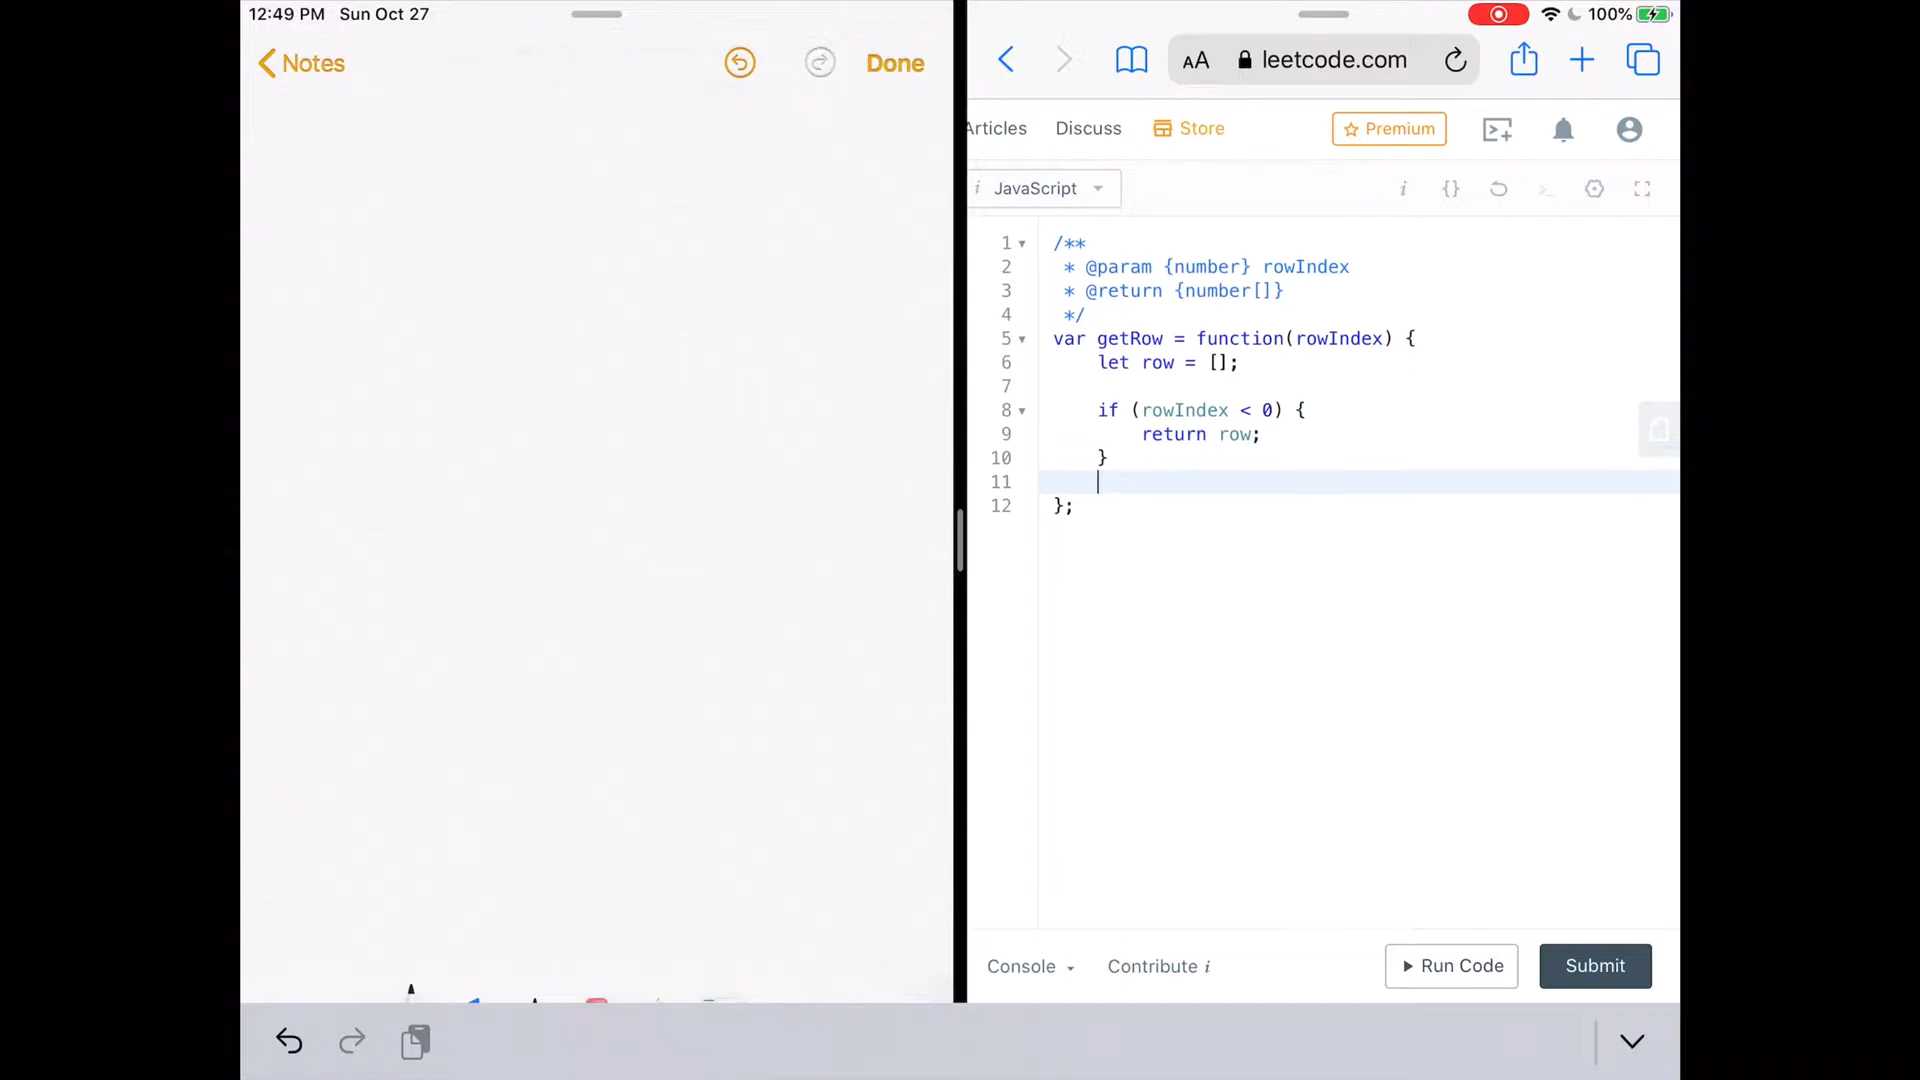 12:49 PM Sun Oct 27
Notes
Done
100%
AA leetcode.com
Articles Discuss Store Premium
i JavaScript i {}
1 /**
2 * @param {number} rowIndex
3 * @return {number[]}
4 */
5 var getRow = function(rowIndex) {
6 let row = [];
7
8 if (rowIndex < 0) {
9 return row;
10 }
11
12 };
Console Contribute i Run Code Submit